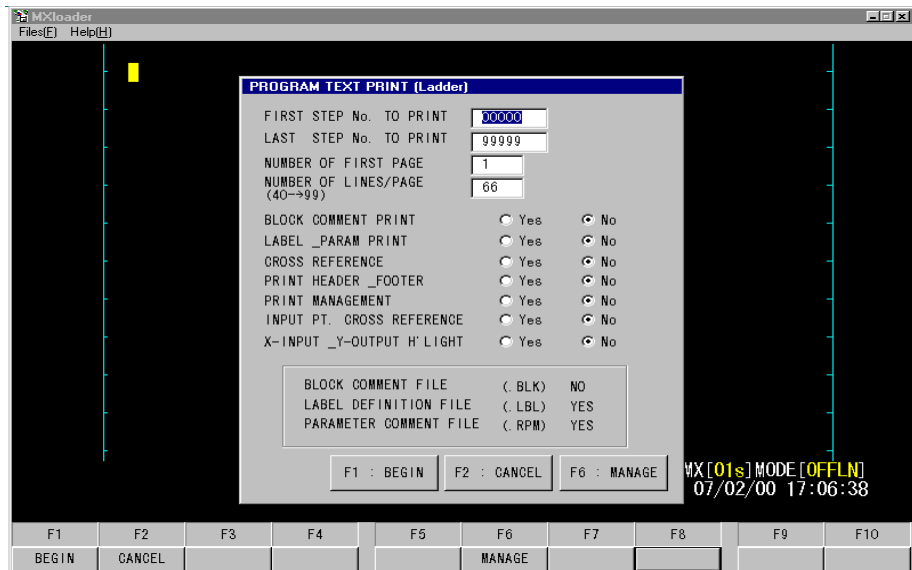 MXloader
Files(F) Help(H)
PROGRAM TEXT PRINT (Ladder)
FIRST STEP No. TO PRINT 00000
LAST STEP No. TO PRINT 99999
NUMBER OF FIRST PAGE 1
NUMBER OF LINES/PAGE 66
(40→99)
BLOCK COMMENT PRINT Yes No
LABEL _PARAM PRINT Yes No
CROSS REFERENCE Yes No
PRINT HEADER _FOOTER Yes No
PRINT MANAGEMENT Yes No
INPUT PT. CROSS REFERENCE Yes No
X-INPUT _Y-OUTPUT H'LIGHT Yes No
BLOCK COMMENT FILE (.BLK) NO
LABEL DEFINITION FILE (.LBL) YES
PARAMETER COMMENT FILE (.RPM) YES
F1 : BEGIN F2 : CANCEL F6 : MANAGE
MX[01s]MODE[OFFLN]
07/02/00 17:06:38
F1 F2 F3 F4 F5 F6 F7 F8 F9 F10
BEGIN CANCEL MANAGE